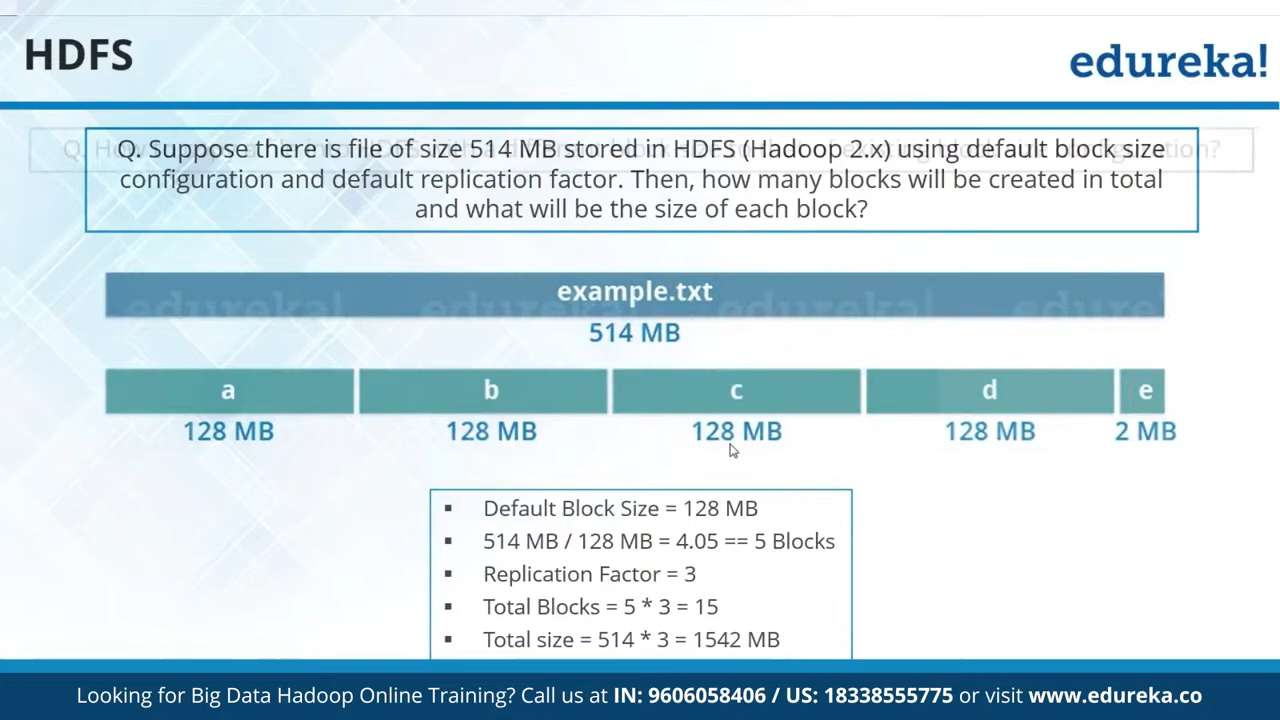 HDFS
edureka!
Q. Suppose there is file of size 514 MB stored in HDFS (Hadoop 2.x) using default block size
configuration and default replication factor. Then, how many blocks will be created in total
and what will be the size of each block?
example.txt
514 MB
a b c d e
128 MB 128 MB 128 MB 128 MB 2 MB
▪ Default Block Size = 128 MB
▪ 514 MB / 128 MB = 4.05 == 5 Blocks
▪ Replication Factor = 3
▪ Total Blocks = 5 * 3 = 15
▪ Total size = 514 * 3 = 1542 MB
Looking for Big Data Hadoop Online Training? Call us at IN: 9606058406 / US: 18338555775 or visit www.edureka.co